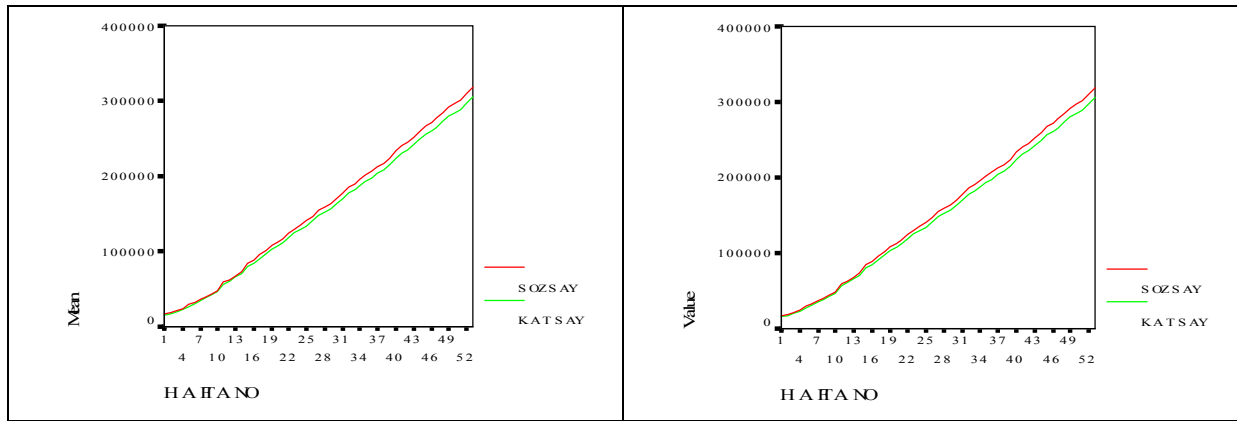 400000
300000
200000
100000
0
Mean
1 7 13 19 25 31 37 43 49
4 10 16 22 28 34 40 46 52
HAFTANO
SOZSAY
KATSAY
400000
300000
200000
100000
0
Value
1 7 13 19 25 31 37 43 49
4 10 16 22 28 34 40 46 52
HAFTANO
SOZSAY
KATSAY